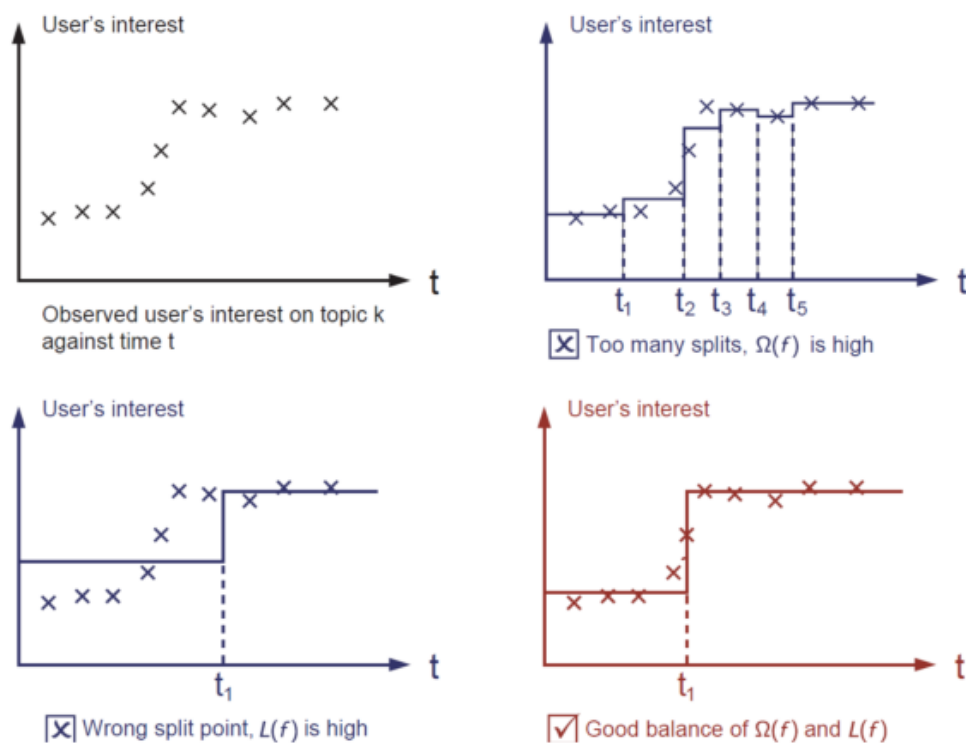 User's interest
t
Observed user's interest on topic k
against time t
User's interest
t
t₁ t₂ t₃ t₄ t₅
Too many splits, Ω(f) is high
User's interest
t
t₁
Wrong split point, L(f) is high
User's interest
t
t₁
Good balance of Ω(f) and L(f)